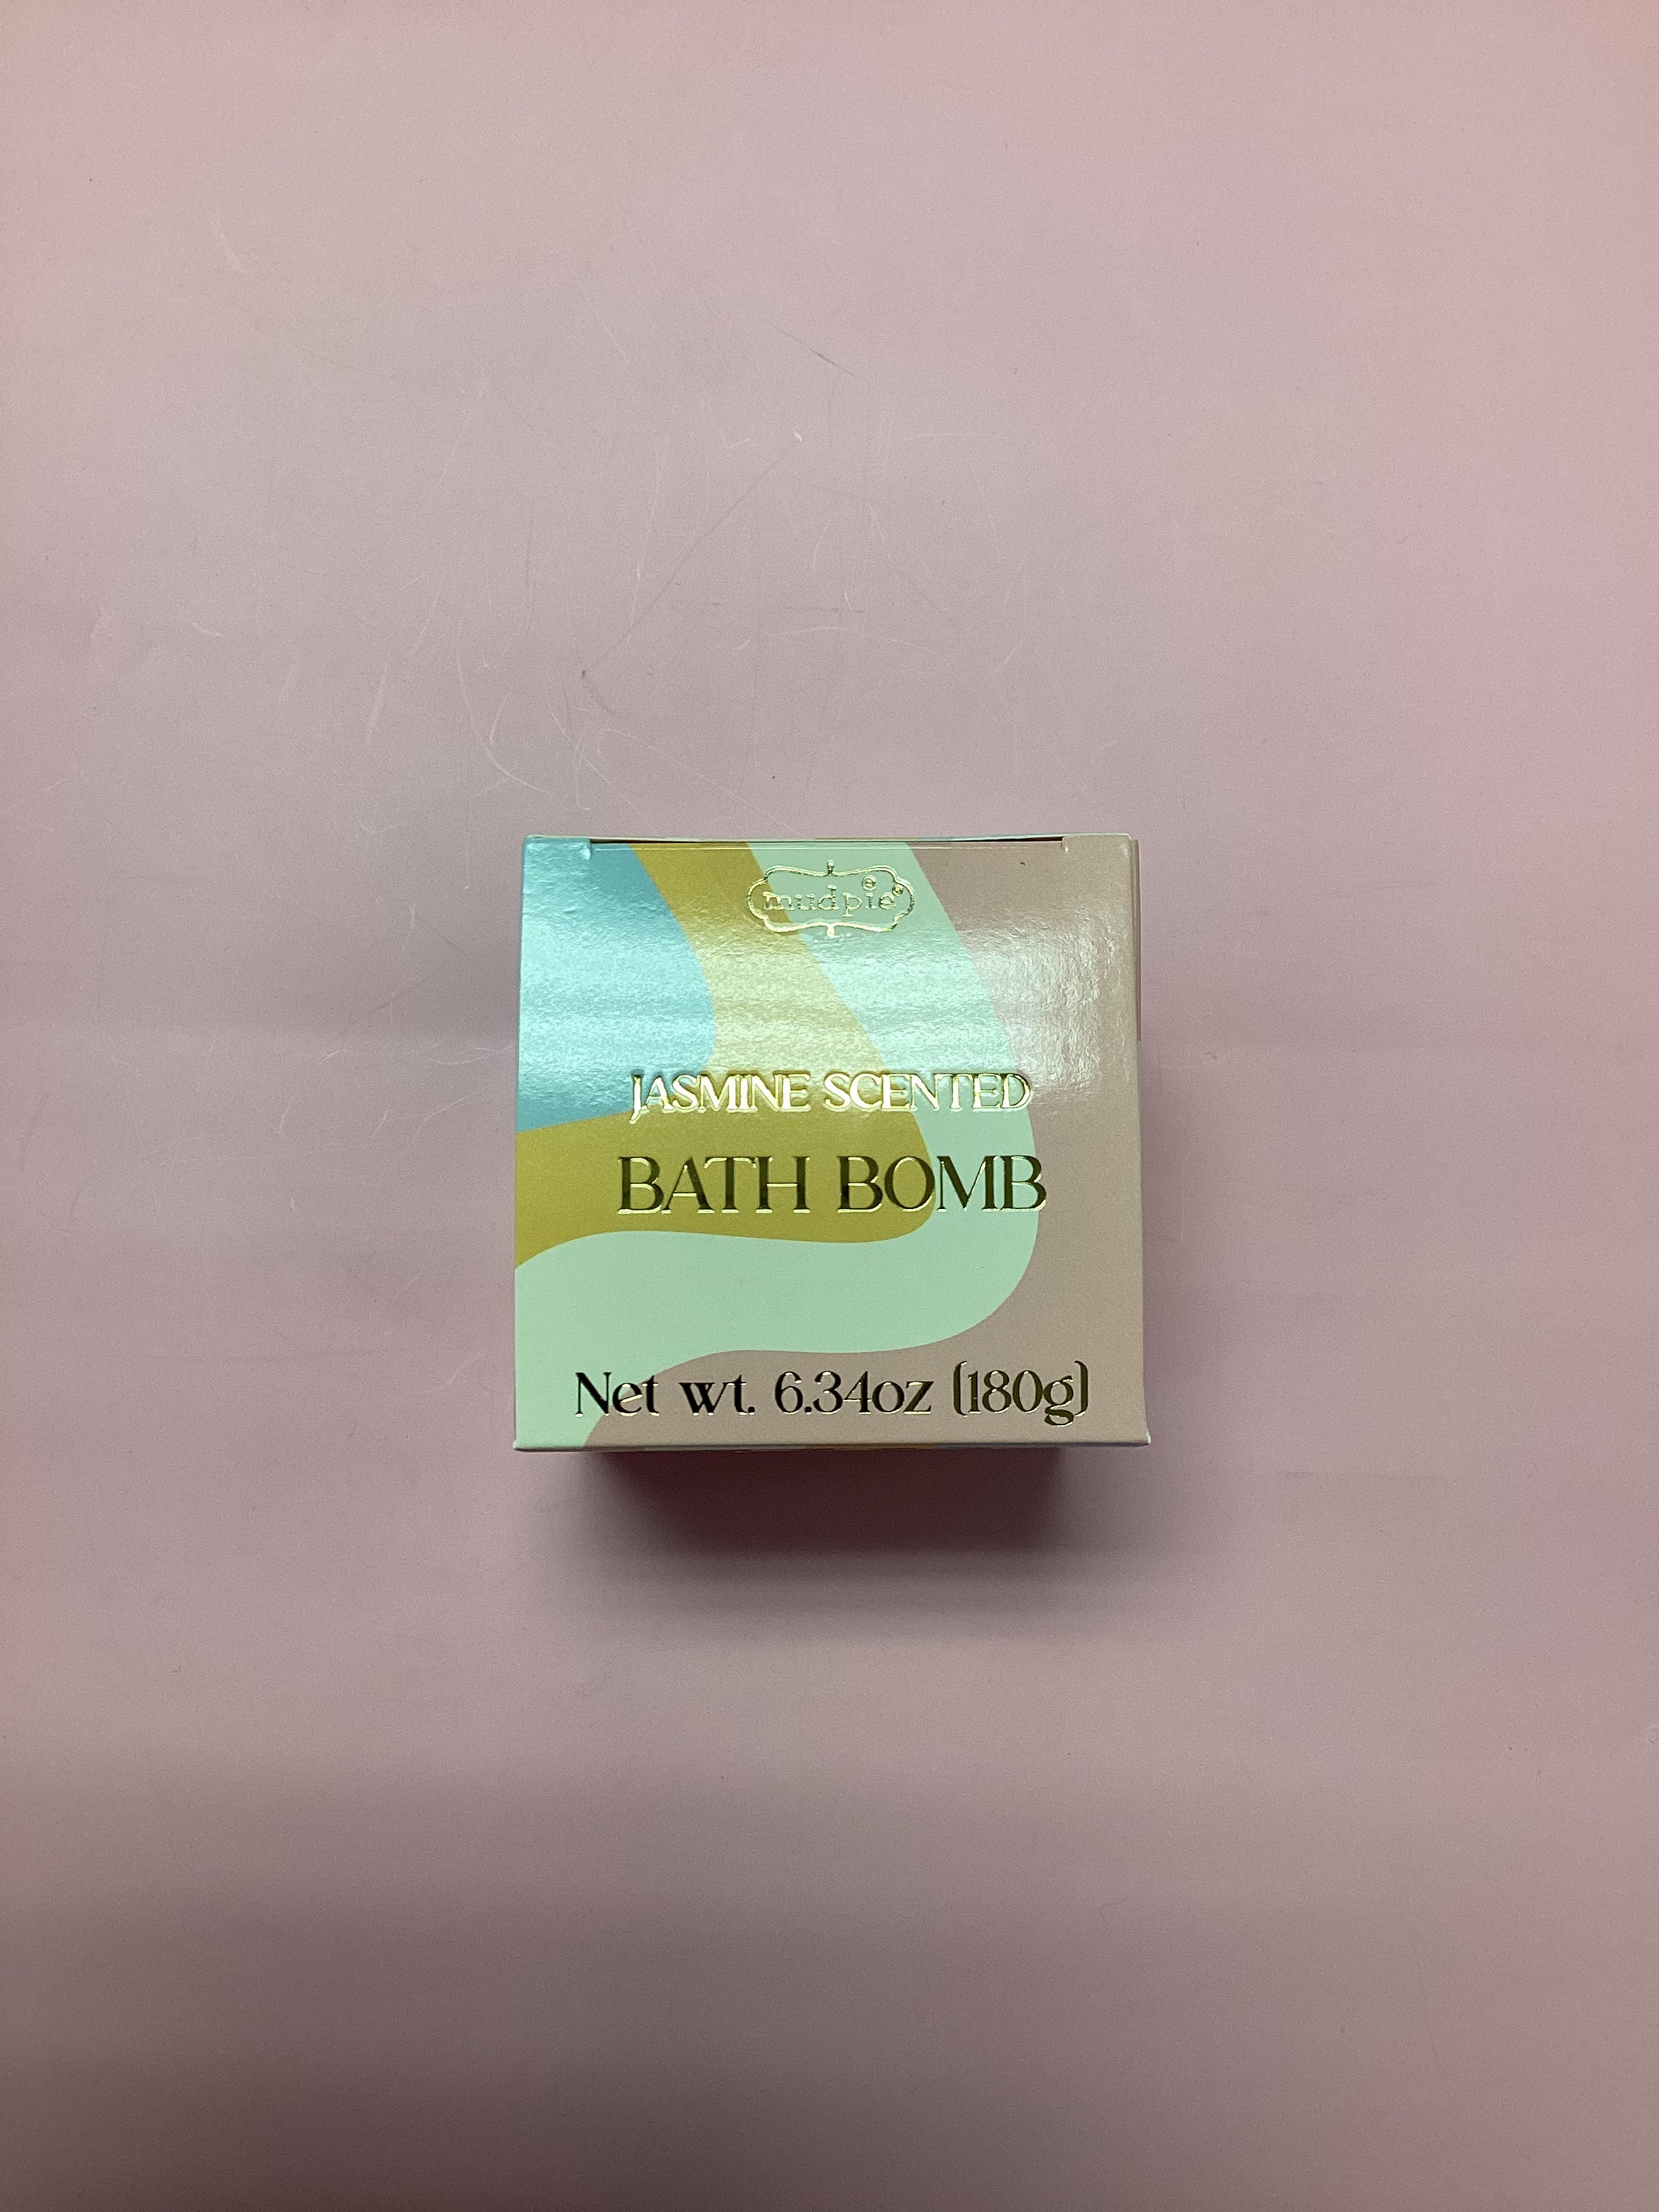 mudpie®
JASMINE SCENTED
BATH BOMB
Net wt. 6.34oz (180g)